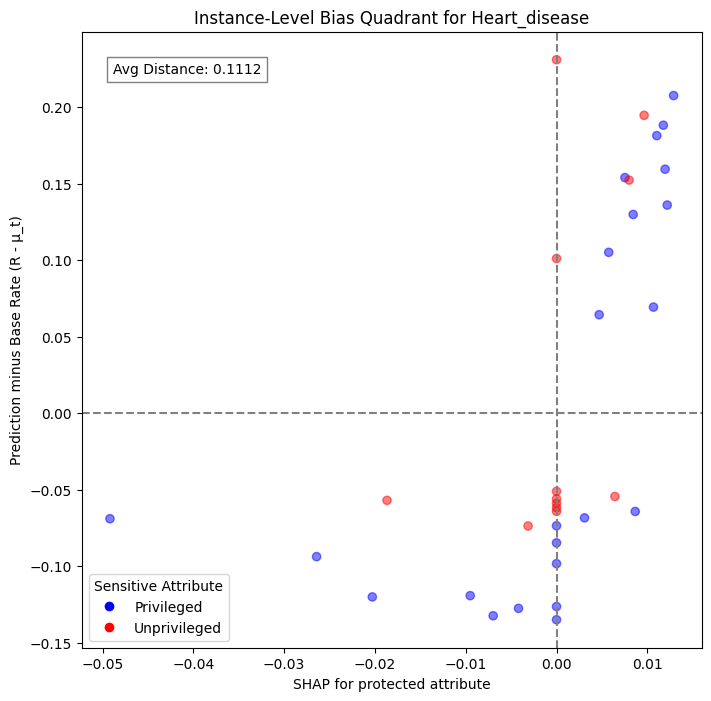 Instance-Level Bias Quadrant for Heart_disease
Avg Distance: 0.1112
Prediction minus Base Rate (R - μ_t)
0.20
0.15
0.10
0.05
0.00
−0.05
−0.10
−0.15
Sensitive Attribute
Privileged
Unprivileged
−0.05 −0.04 −0.03 −0.02 −0.01 0.00 0.01
SHAP for protected attribute